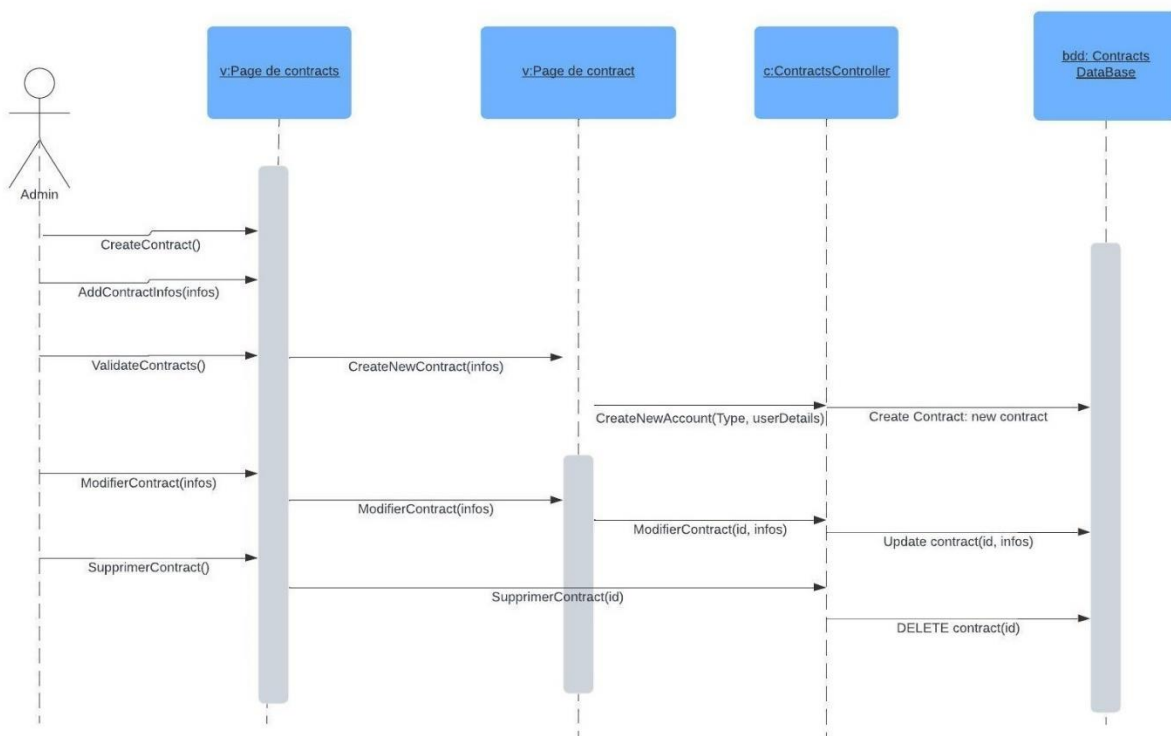 v:Page de contracts
v:Page de contract
c:ContractsController
bdd: Contracts
DataBase
Admin
CreateContract()
AddContractInfos(infos)
ValidateContracts()
CreateNewContract(infos)
CreateNewAccount(Type, userDetails)
Create Contract: new contract
ModifierContract(infos)
ModifierContract(infos)
ModifierContract(id, infos)
Update contract(id, infos)
SupprimerContract()
SupprimerContract(id)
DELETE contract(id)